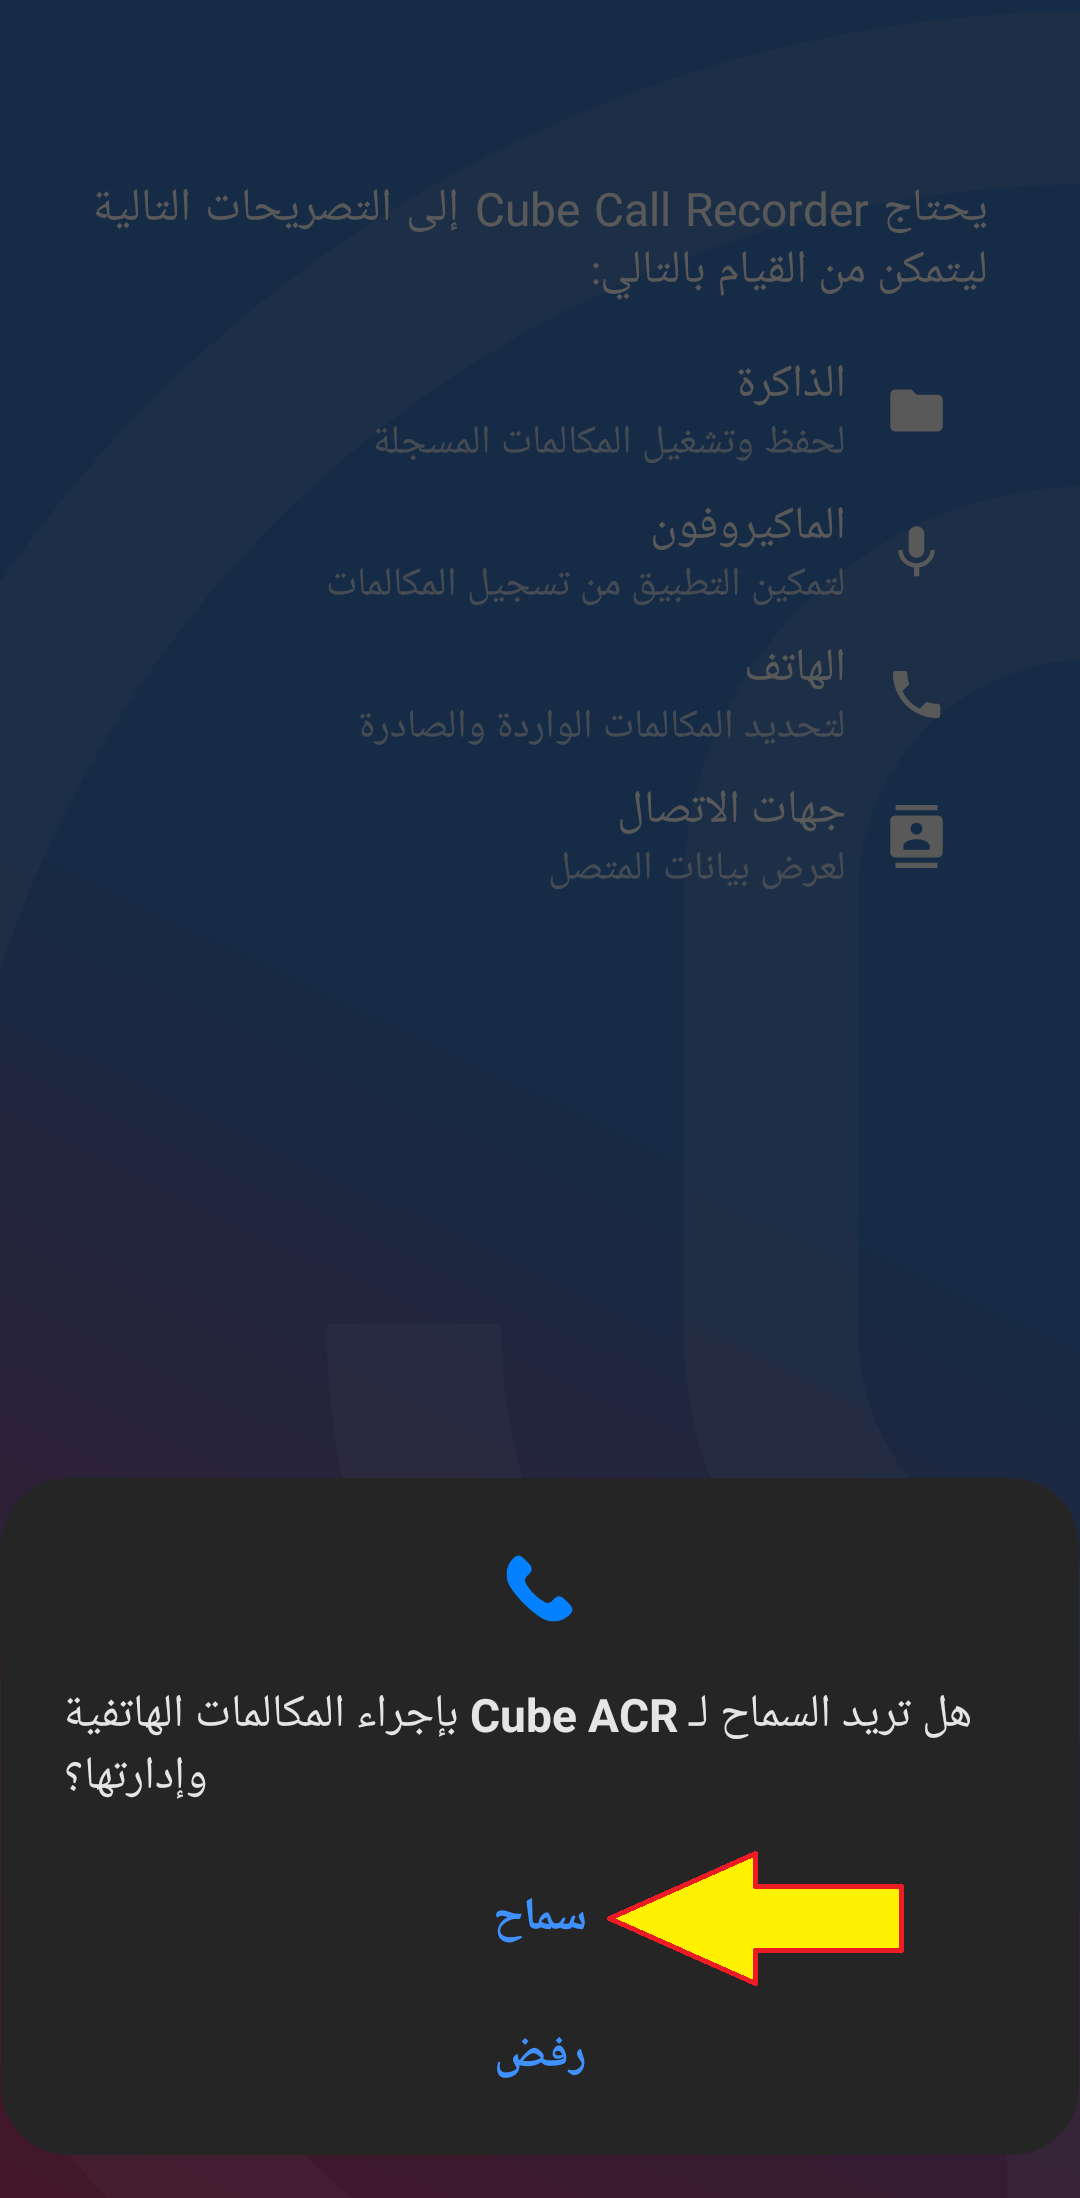 يحتاج Cube Call Recorder إلى التصريحات التالية
ليتمكن من القيام بالتالي:
الذاكرة
لحفظ وتشغيل المكالمات المسجلة
الماكيروفون
لتمكين التطبيق من تسجيل المكالمات
الهاتف
لتحديد المكالمات الواردة والصادرة
جهات الاتصال
لعرض بيانات المتصل
هل تريد السماح لـ Cube ACR بإجراء المكالمات الهاتفية
وإدارتها؟
سماح
رفض